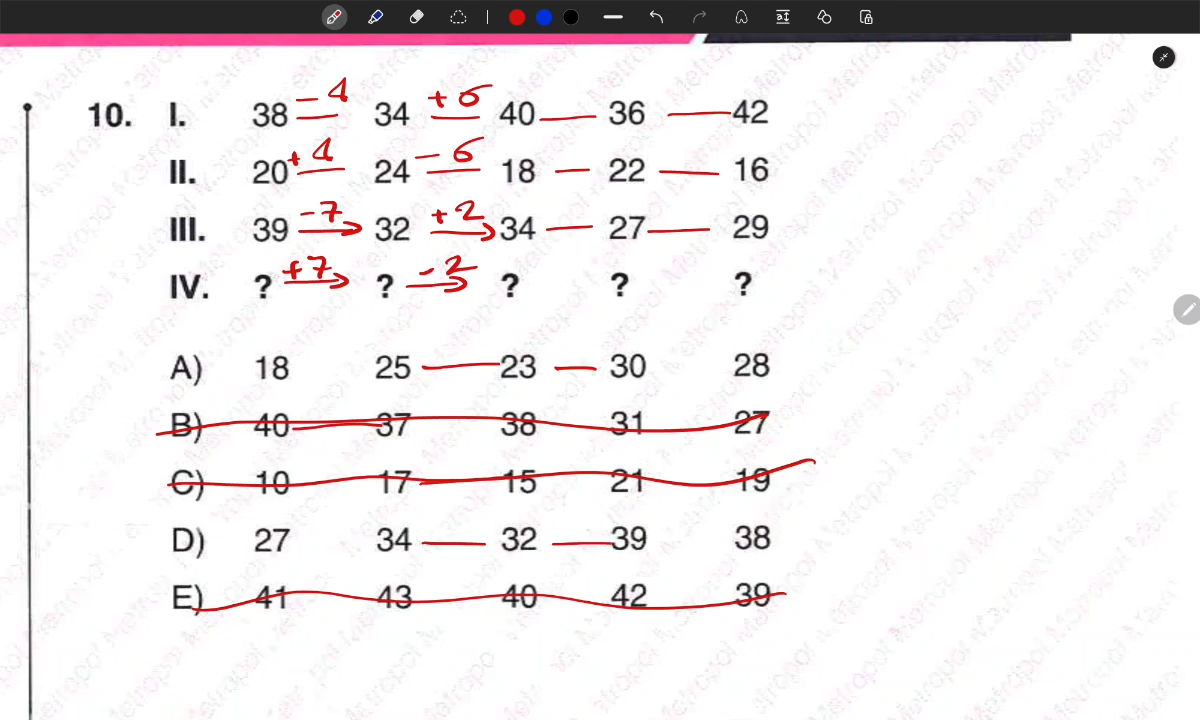 10. I. 38 -4 34 +6 40 36 42
II. 20 +4 24 -6 18 22 16
III. 39 -7 32 +2 34 27 29
IV. ? +7 ? -2 ? ? ?
A) 18 25 23 30 28
B) 40 37 38 31 27
C) 10 17 15 21 19
D) 27 34 32 39 38
E) 41 43 40 42 39